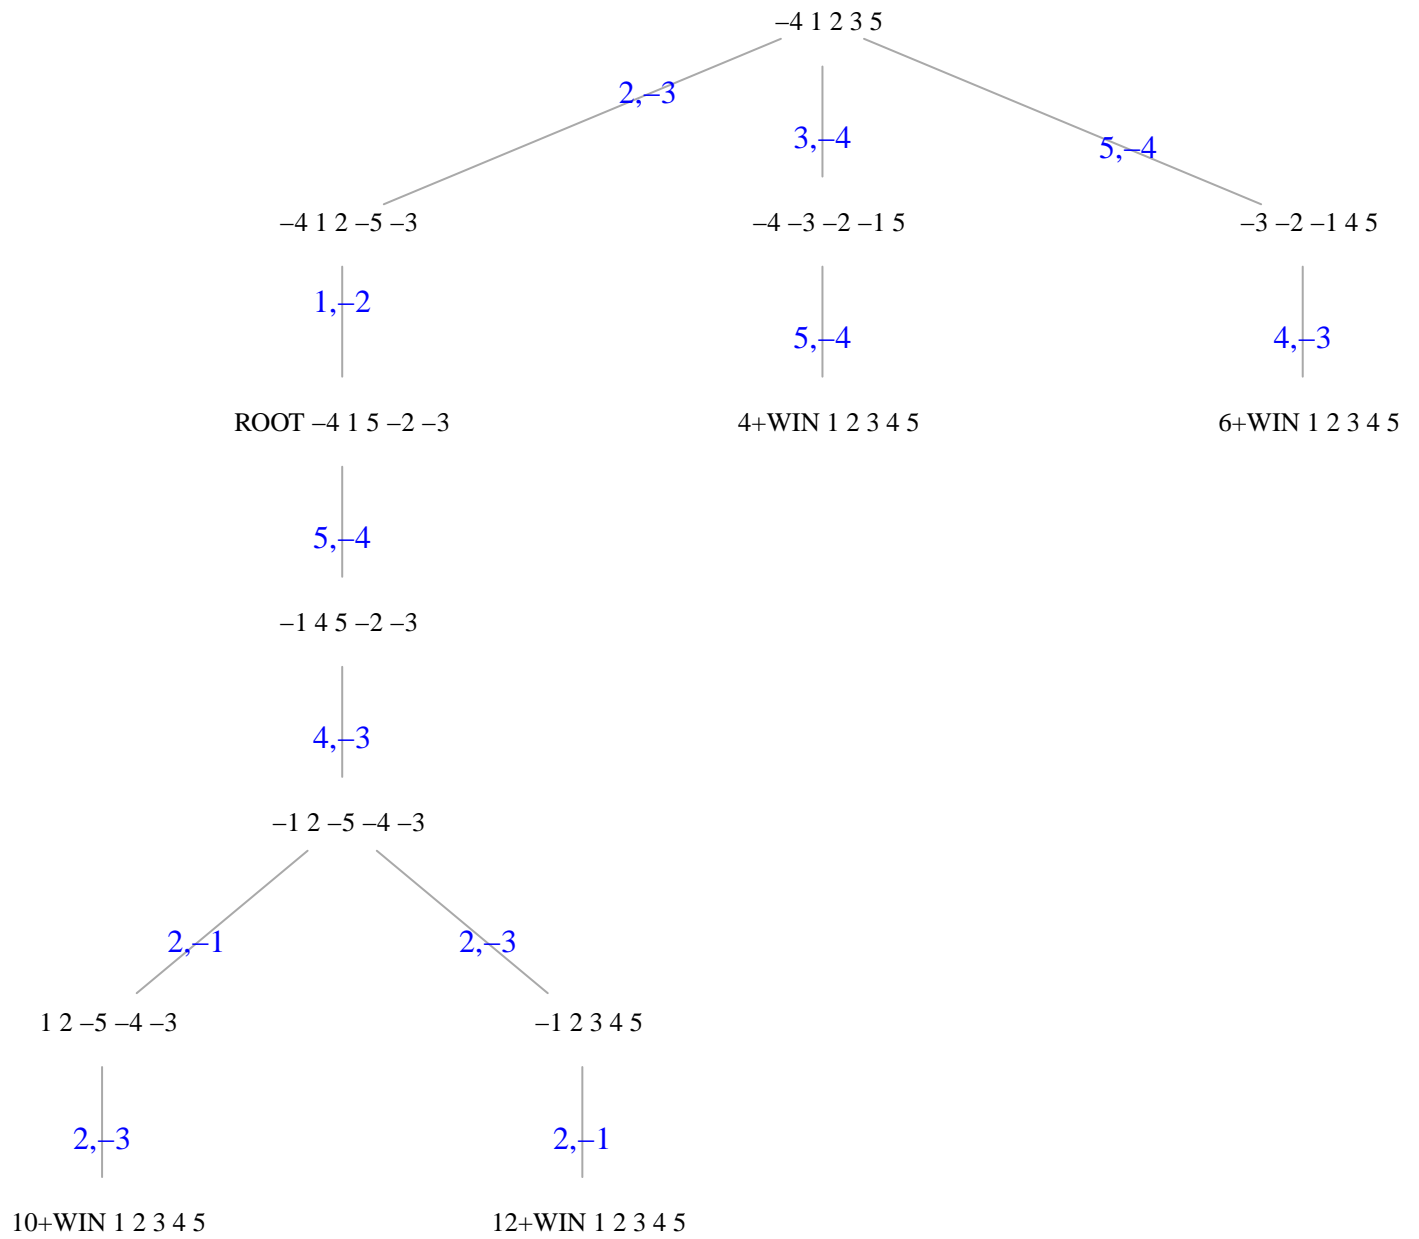 –4 1 2 3 5
2,–3
3,–4
5,–4
–4 1 2 –5 –3
–4 –3 –2 –1 5
–3 –2 –1 4 5
1,–2
5,–4
4,–3
ROOT –4 1 5 –2 –3
4+WIN 1 2 3 4 5
6+WIN 1 2 3 4 5
5,–4
–1 4 5 –2 –3
4,–3
–1 2 –5 –4 –3
2,–1
2,–3
1 2 –5 –4 –3
–1 2 3 4 5
2,–3
2,–1
10+WIN 1 2 3 4 5
12+WIN 1 2 3 4 5